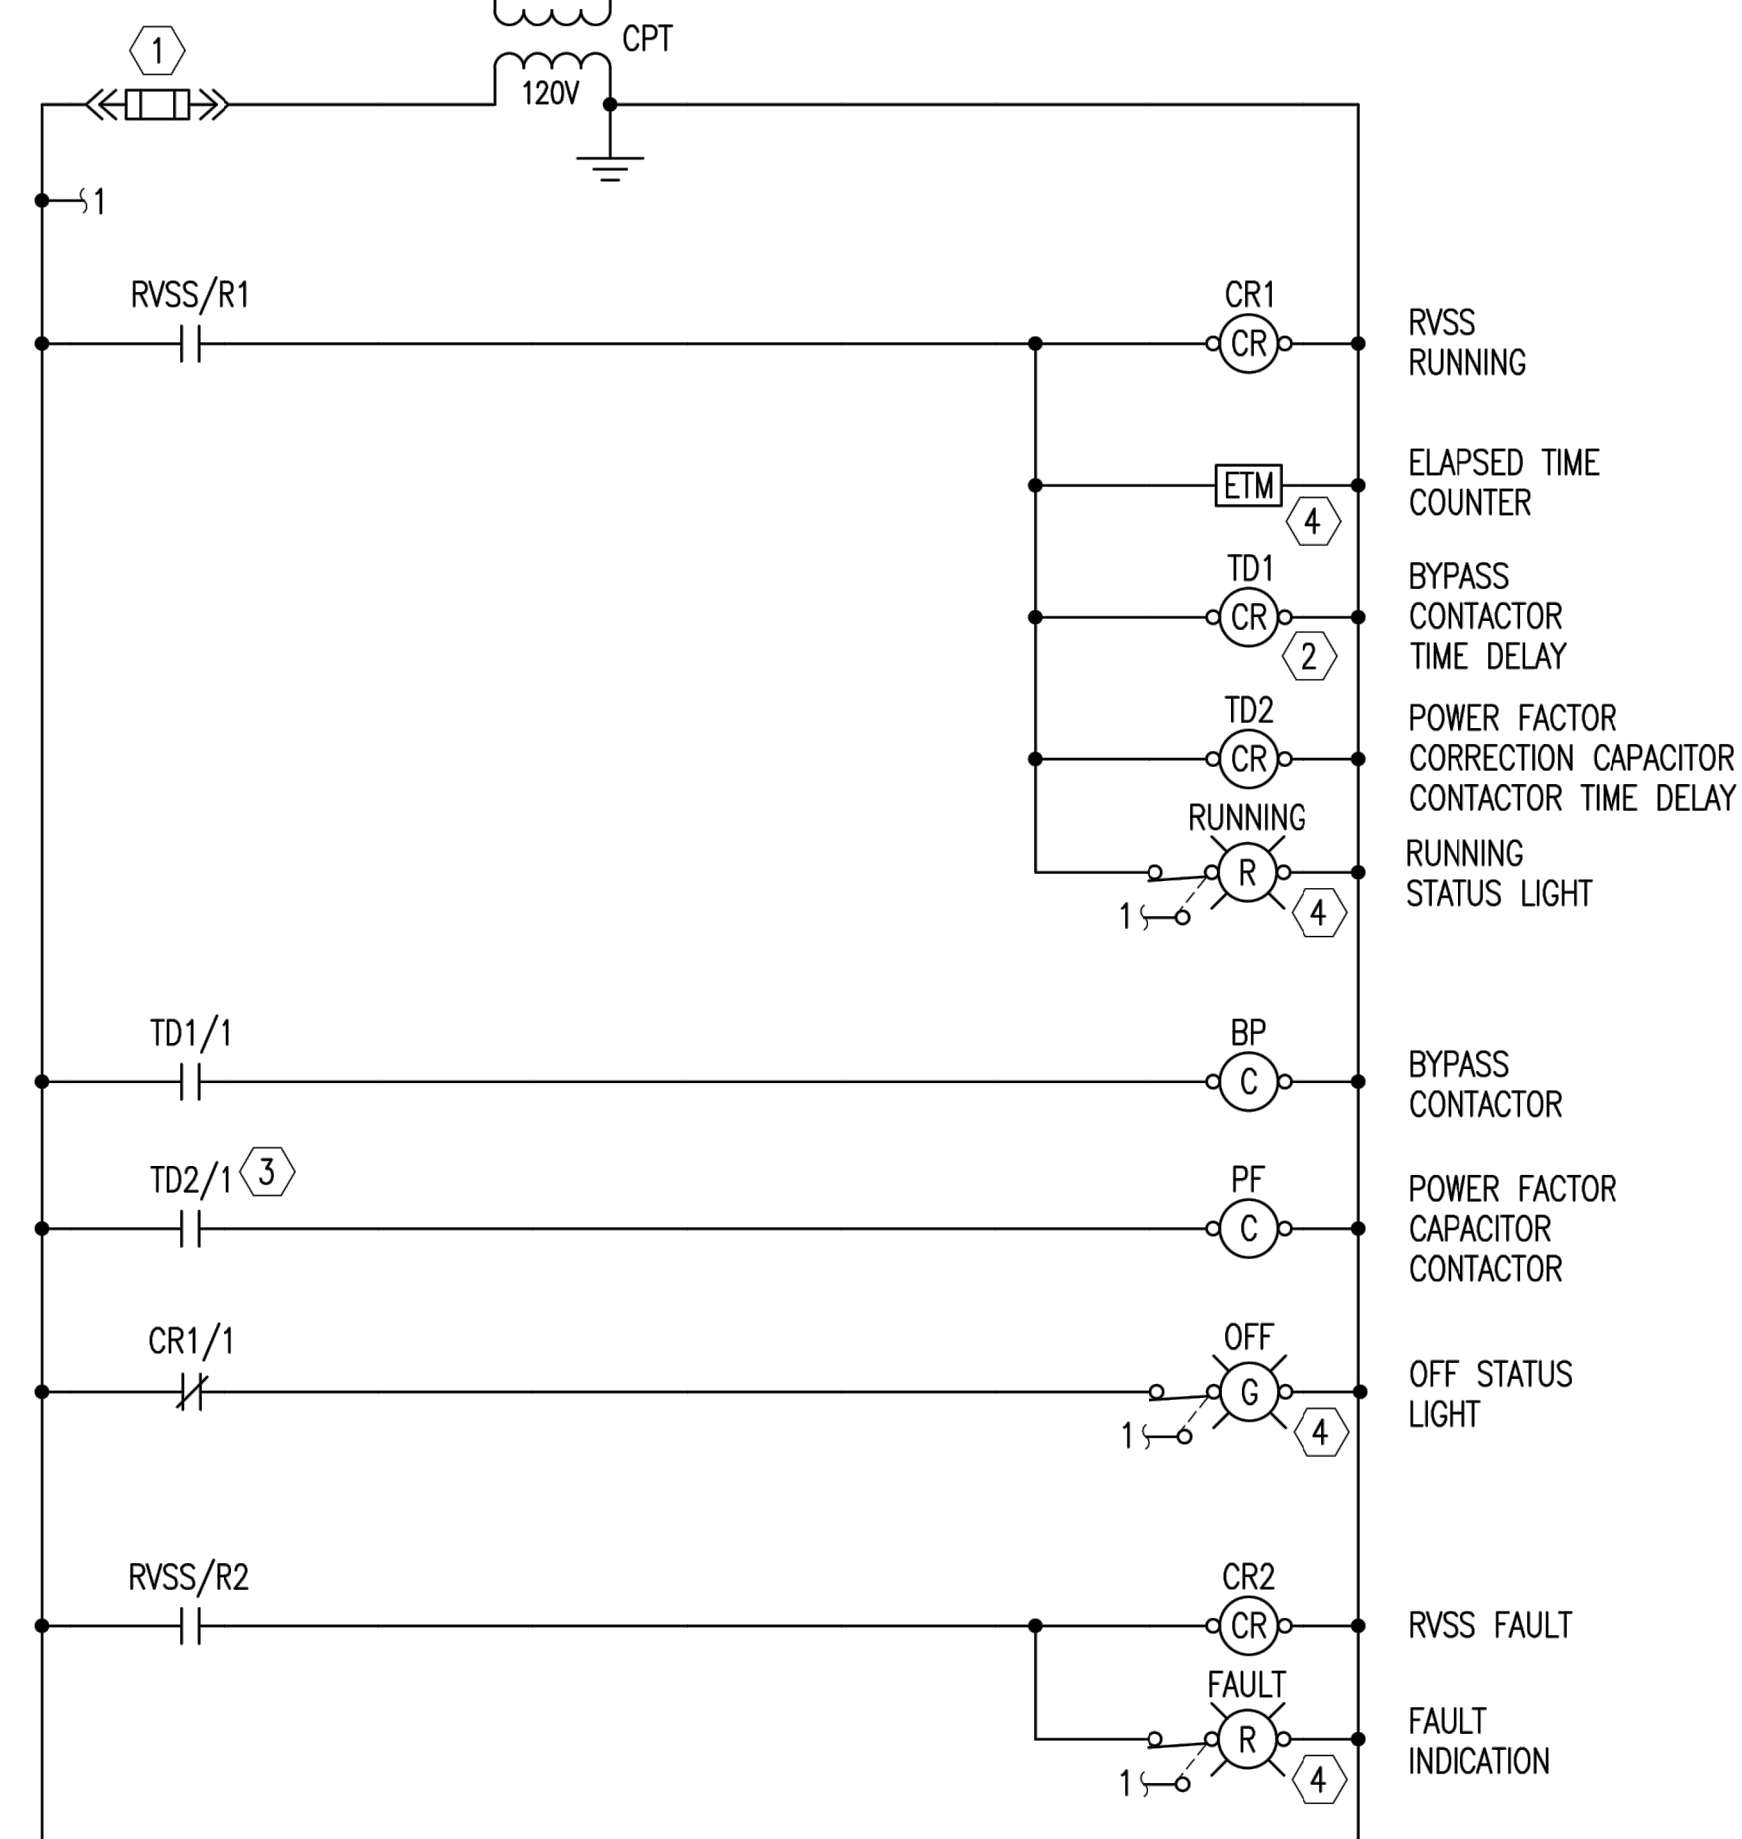 CPT
1
120V
1
RVSS/R1
CR1
CR
RVSS
RUNNING
ETM
4
ELAPSED TIME
COUNTER
TD1
CR
2
BYPASS
CONTACTOR
TIME DELAY
TD2
CR
POWER FACTOR
CORRECTION CAPACITOR
CONTACTOR TIME DELAY
RUNNING
R
1
4
RUNNING
STATUS LIGHT
TD1/1
BP
C
BYPASS
CONTACTOR
TD2/1
3
PF
C
POWER FACTOR
CAPACITOR
CONTACTOR
CR1/1
OFF
G
1
4
OFF STATUS
LIGHT
RVSS/R2
CR2
CR
RVSS FAULT
FAULT
R
1
4
FAULT
INDICATION